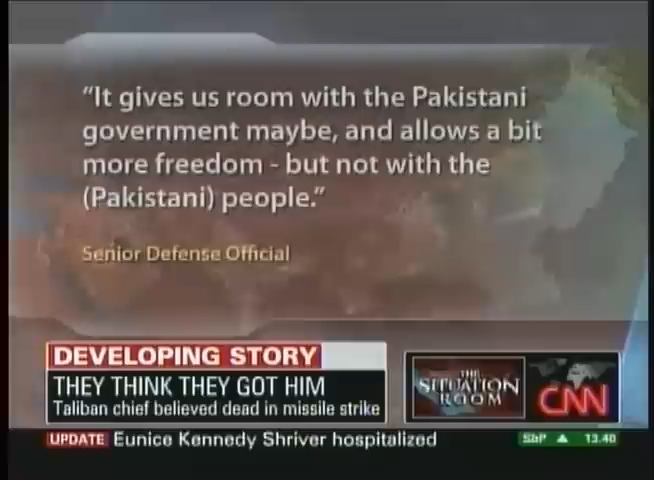 “It gives us room with the Pakistani
government maybe, and allows a bit
more freedom - but not with the
(Pakistani) people.”
Senior Defense Official
DEVELOPING STORY
THEY THINK THEY GOT HIM
Taliban chief believed dead in missile strike
THE
SITUATION
ROOM
CNN
UPDATE Eunice Kennedy Shriver hospitalized
S&P ▲ 13.40